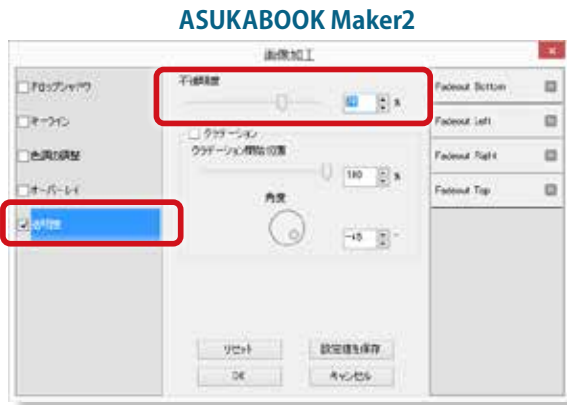 ASUKABOOK Maker2
画像加工
ドロップシャドウ
キーライン
色調の調整
オーバーレイ
透明度
不透明度
%
グラデーション
グラデーション開始位置
100 %
角度
-45 °
リセット
設定値を保存
OK
キャンセル
Fadeout Bottom
Fadeout Left
Fadeout Right
Fadeout Top